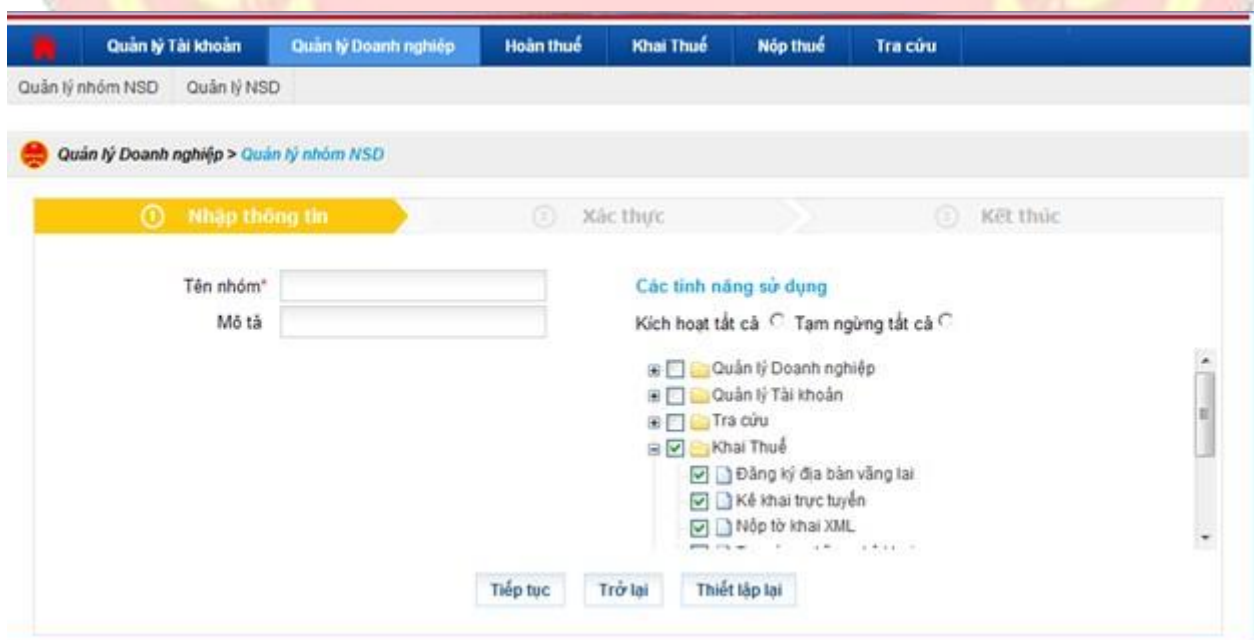 Quản lý Tài khoản Quản lý Doanh nghiệp Hoàn thuế Khai Thuế Nộp thuế Tra cứu
Quản lý nhóm NSD Quản lý NSD
Quản lý Doanh nghiệp > Quản lý nhóm NSD
1 Nhập thông tin 2 Xác thực 3 Kết thúc
Tên nhóm* Các tính năng sử dụng
Mô tả Kích hoạt tất cả Tạm ngừng tất cả
Quản lý Doanh nghiệp
Quản lý Tài khoản
Tra cứu
Khai Thuế
Đăng ký địa bàn vãng lai
Kê khai trực tuyến
Nộp tờ khai XML
Tiếp tục Trở lại Thiết lập lại